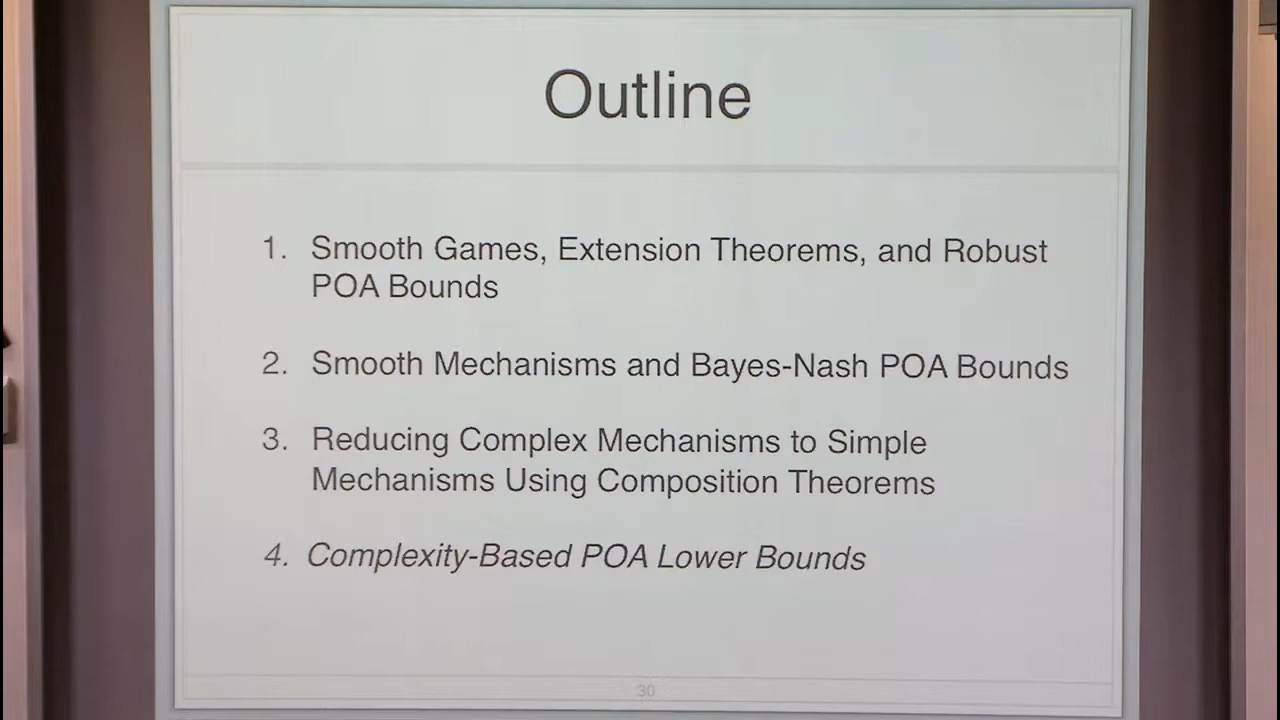 Outline
1. Smooth Games, Extension Theorems, and Robust
POA Bounds
2. Smooth Mechanisms and Bayes-Nash POA Bounds
3. Reducing Complex Mechanisms to Simple
Mechanisms Using Composition Theorems
4. Complexity-Based POA Lower Bounds
30